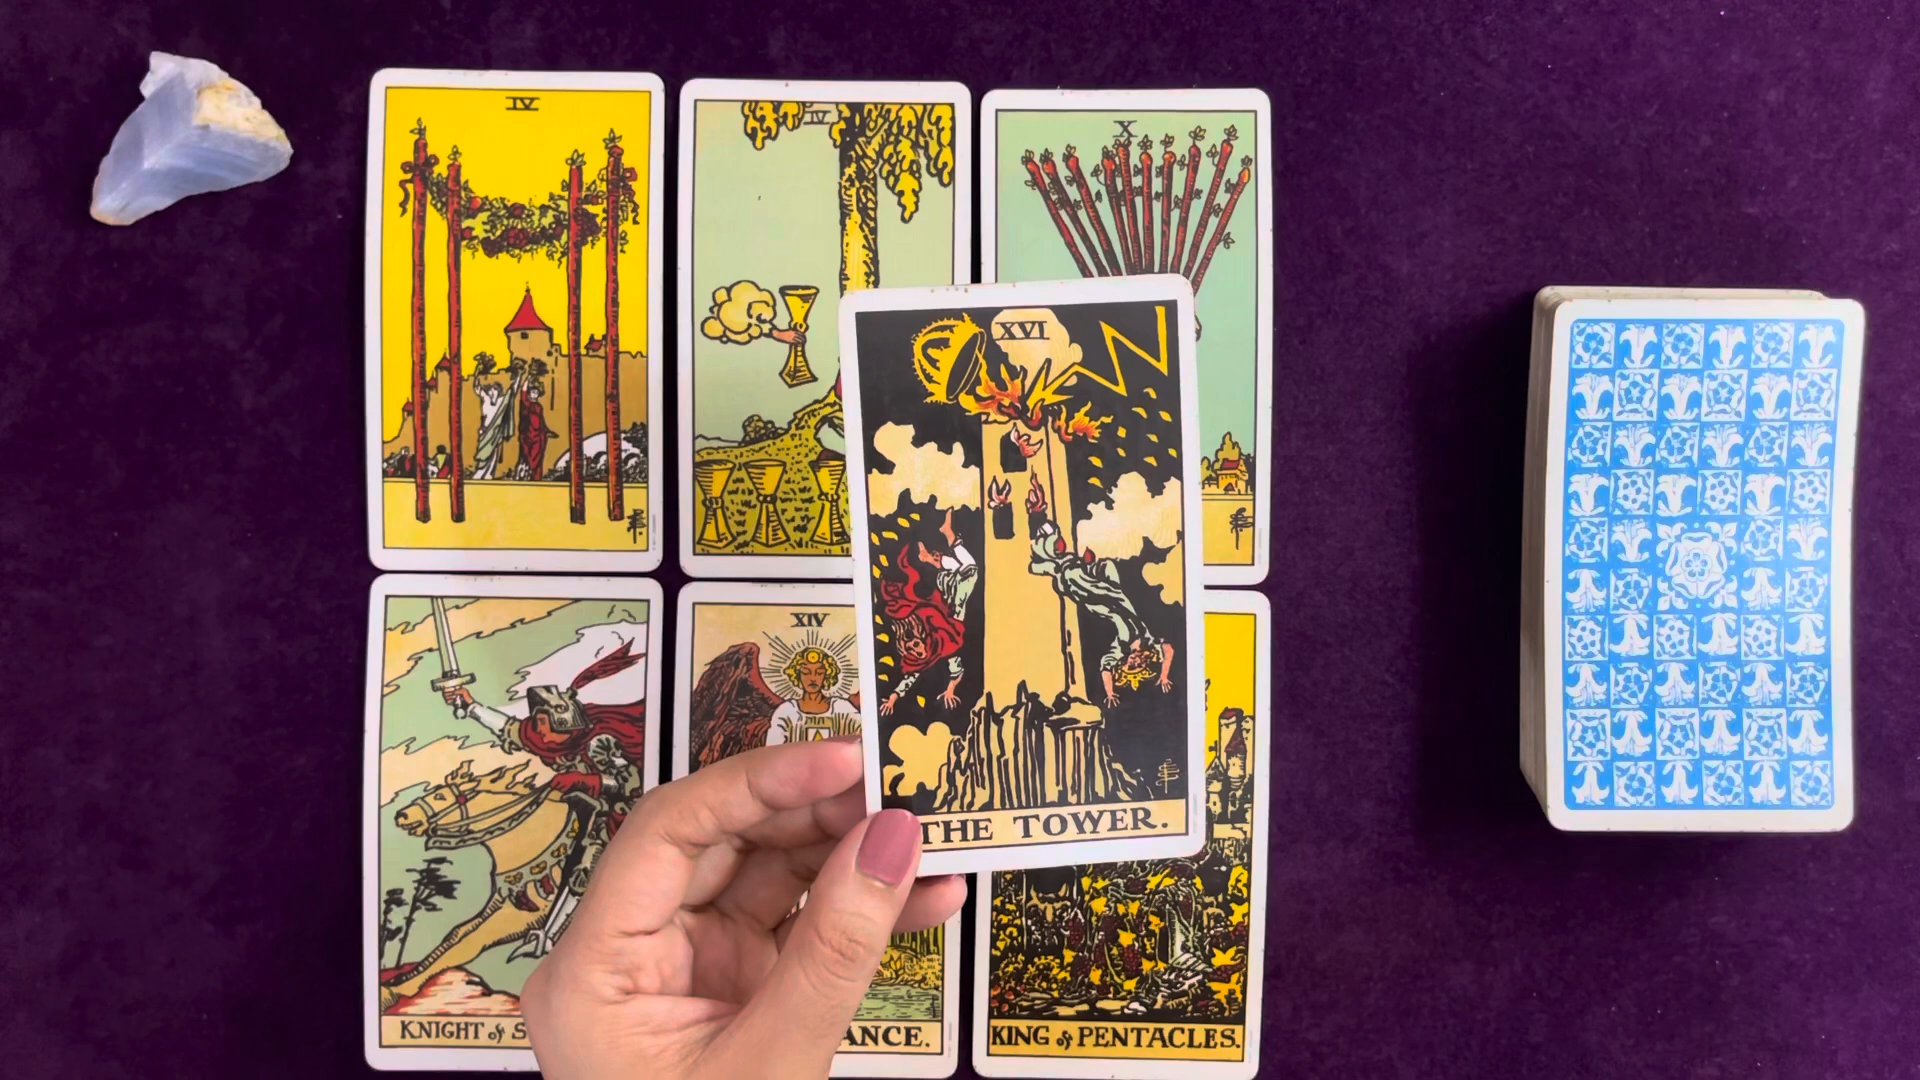 IV
IV
X
XVI
THE TOWER.
XIV
KNIGHT of S
ANCE.
KING of PENTACLES.